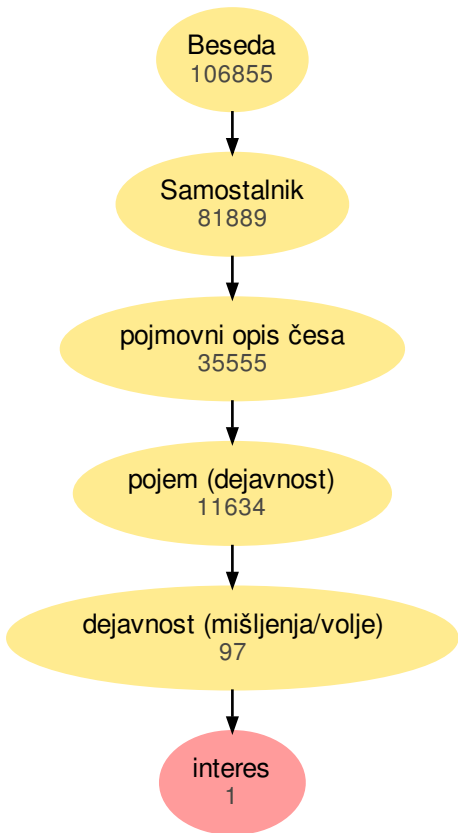 Beseda
106855
Samostalnik
81889
pojmovni opis česa
35555
pojem (dejavnost)
11634
dejavnost (mišljenja/volje)
97
interes
1